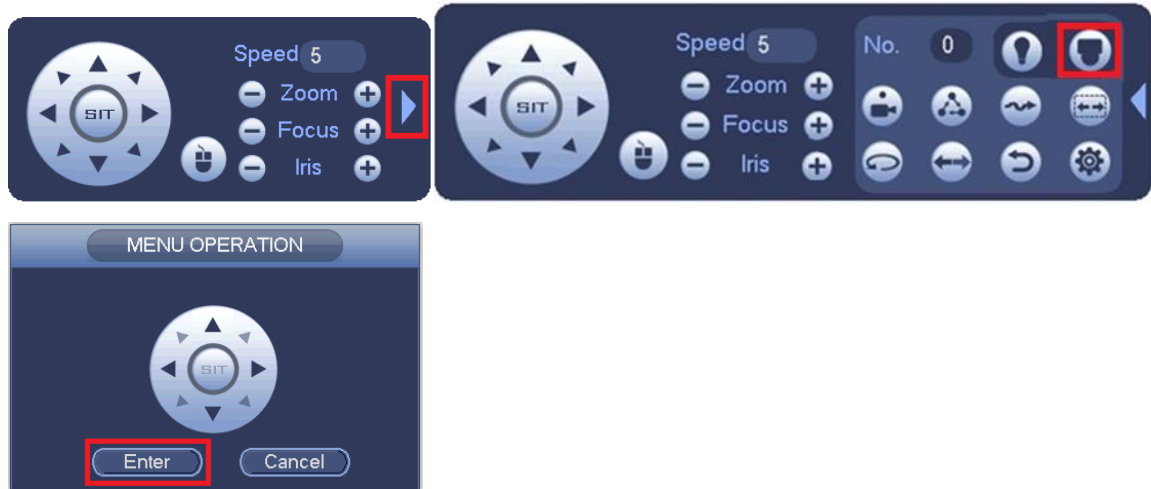 Speed 5
SIT
Zoom
Focus
Iris
Speed 5
No. 0
SIT
Zoom
Focus
Iris
MENU OPERATION
SIT
Enter
Cancel